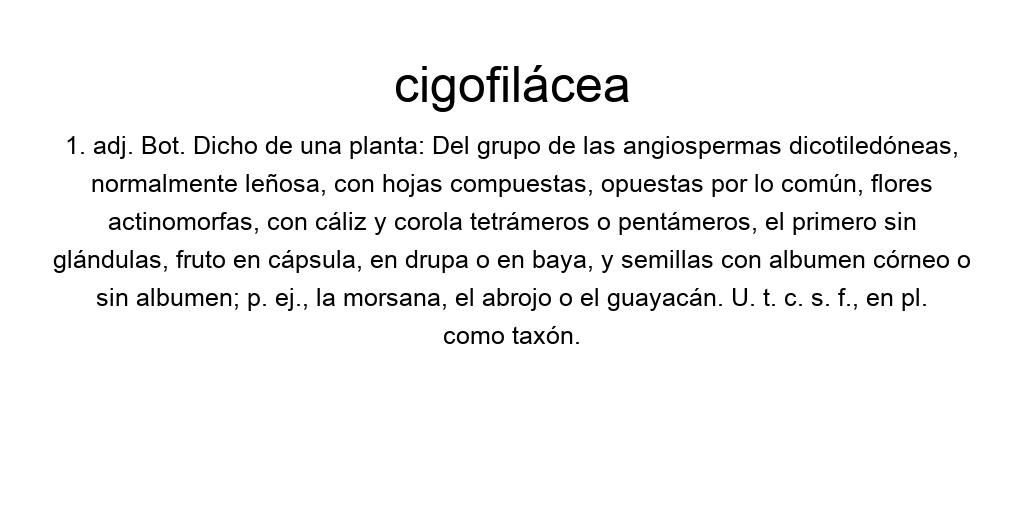 cigofilácea
1. adj. Bot. Dicho de una planta: Del grupo de las angiospermas dicotiledóneas,
normalmente leñosa, con hojas compuestas, opuestas por lo común, flores
actinomorfas, con cáliz y corola tetrámeros o pentámeros, el primero sin
glándulas, fruto en cápsula, en drupa o en baya, y semillas con albumen córneo o
sin albumen; p. ej., la morsana, el abrojo o el guayacán. U. t. c. s. f., en pl.
como taxón.